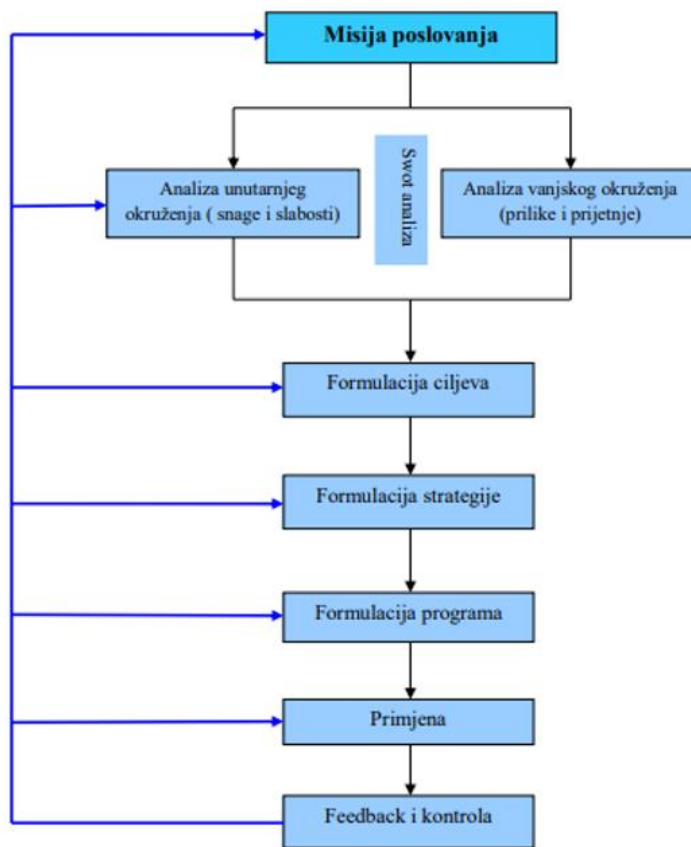 Misija poslovanja
Analiza unutarnjeg
okruženja ( snage i slabosti)
Swot analiza
Analiza vanjskog okruženja
(prilike i prijetnje)
Formulacija ciljeva
Formulacija strategije
Formulacija programa
Primjena
Feedback i kontrola